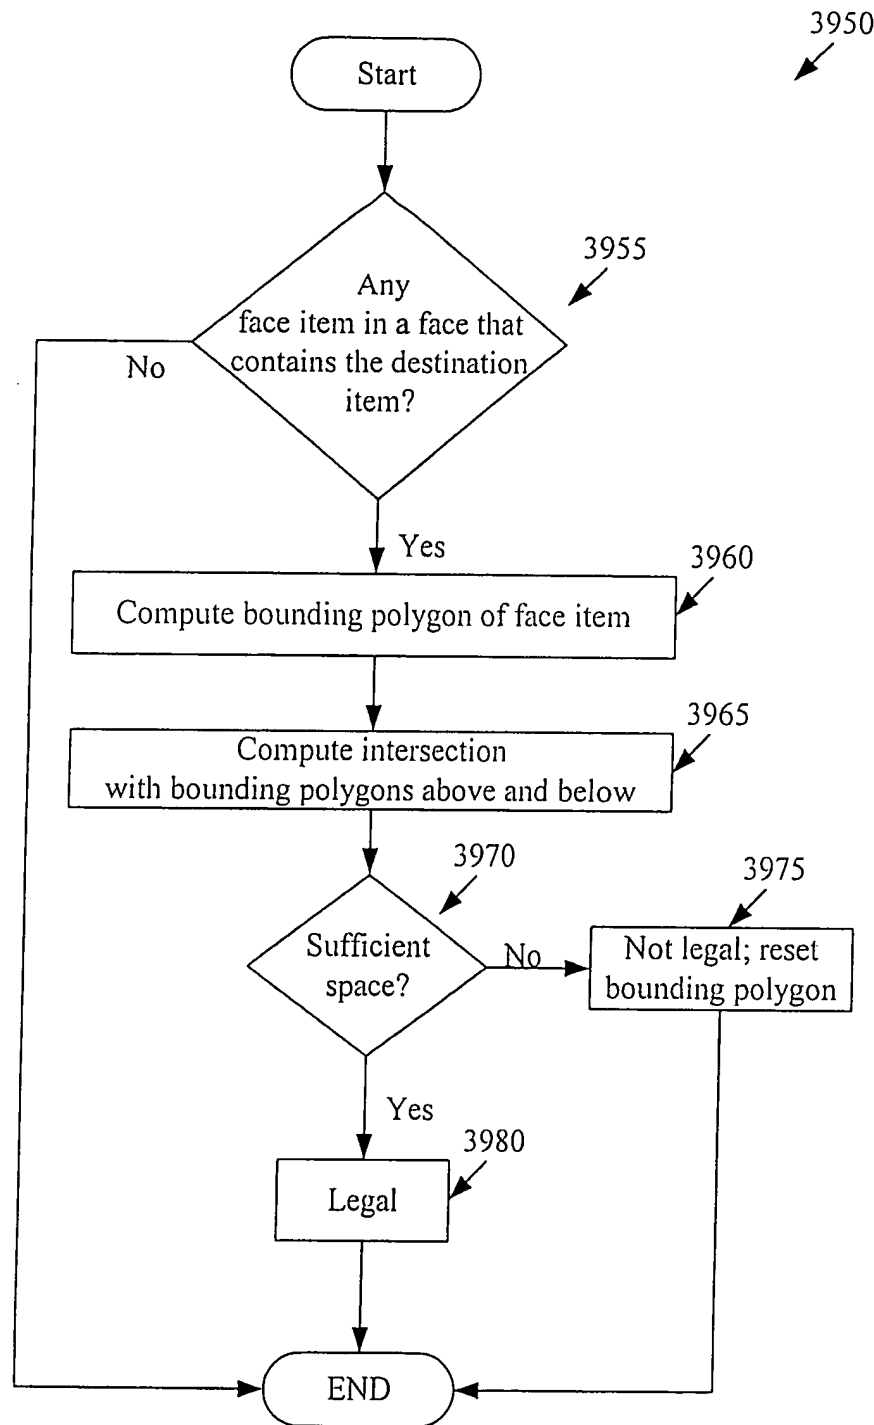 3950
Start
3955
Any
face item in a face that
contains the destination
item?
No
Yes
3960
Compute bounding polygon of face item
3965
Compute intersection
with bounding polygons above and below
3970
Sufficient
space?
No
3975
Not legal; reset
bounding polygon
Yes
3980
Legal
END